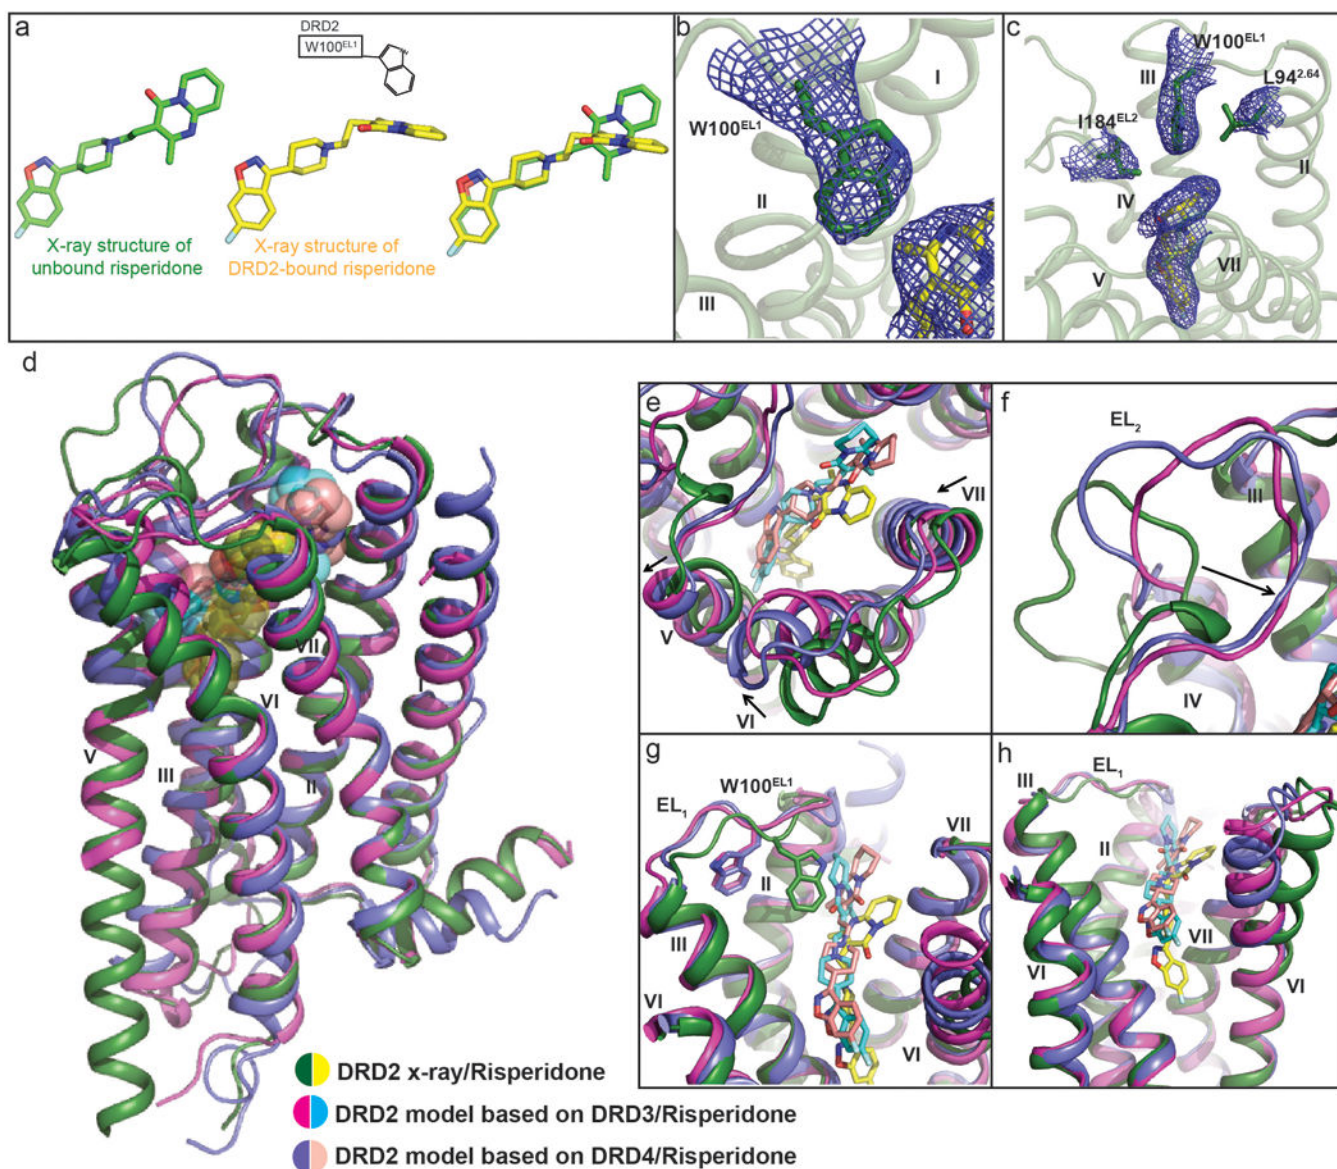 a
DRD2
W100EL1
X-ray structure of
unbound risperidone
X-ray structure of
DRD2-bound risperidone
b
I
W100EL1
II
III
c
W100EL1
III
L942.64
I184EL2
II
IV
VII
V
d
VII
I
VI
V
III
II
DRD2 x-ray/Risperidone
DRD2 model based on DRD3/Risperidone
DRD2 model based on DRD4/Risperidone
e
VII
V
VI
f
EL2
III
IV
g
W100EL1
EL1
VII
II
III
VI
VI
h
EL1
III
II
VII
VI
VI